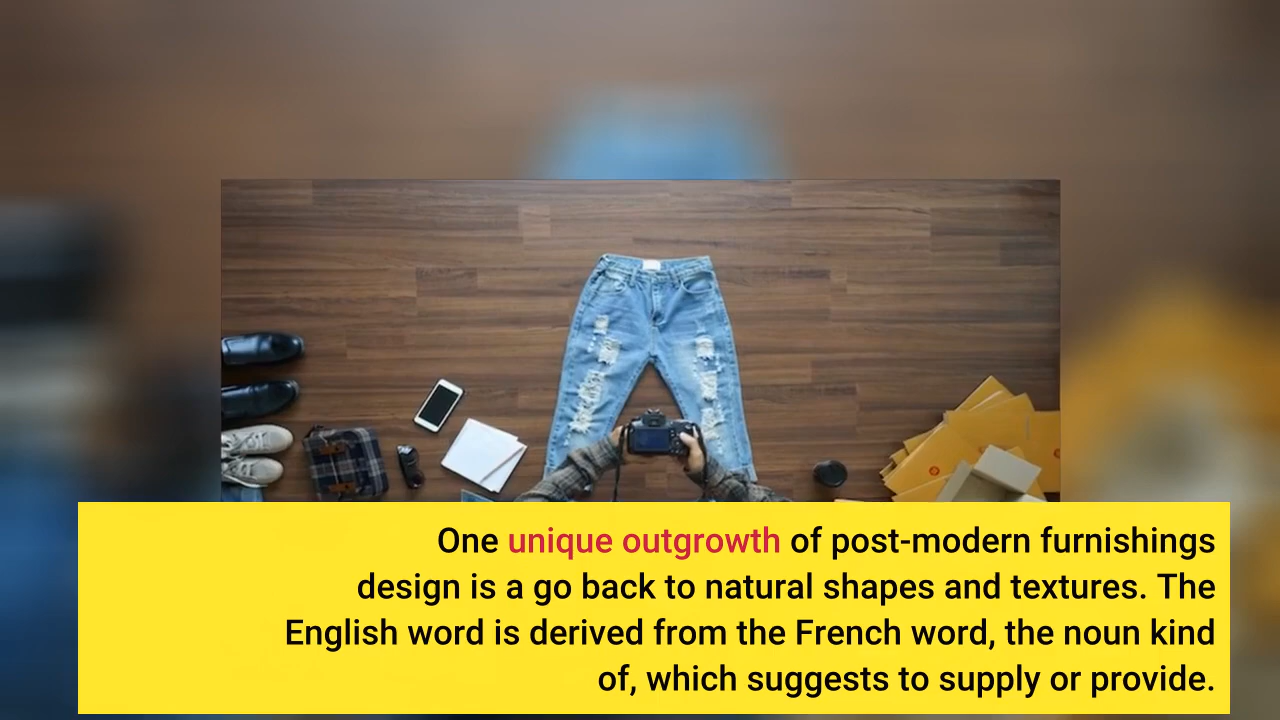 One unique outgrowth of post-modern furnishings
design is a go back to natural shapes and textures. The
English word is derived from the French word, the noun kind
of, which suggests to supply or provide.